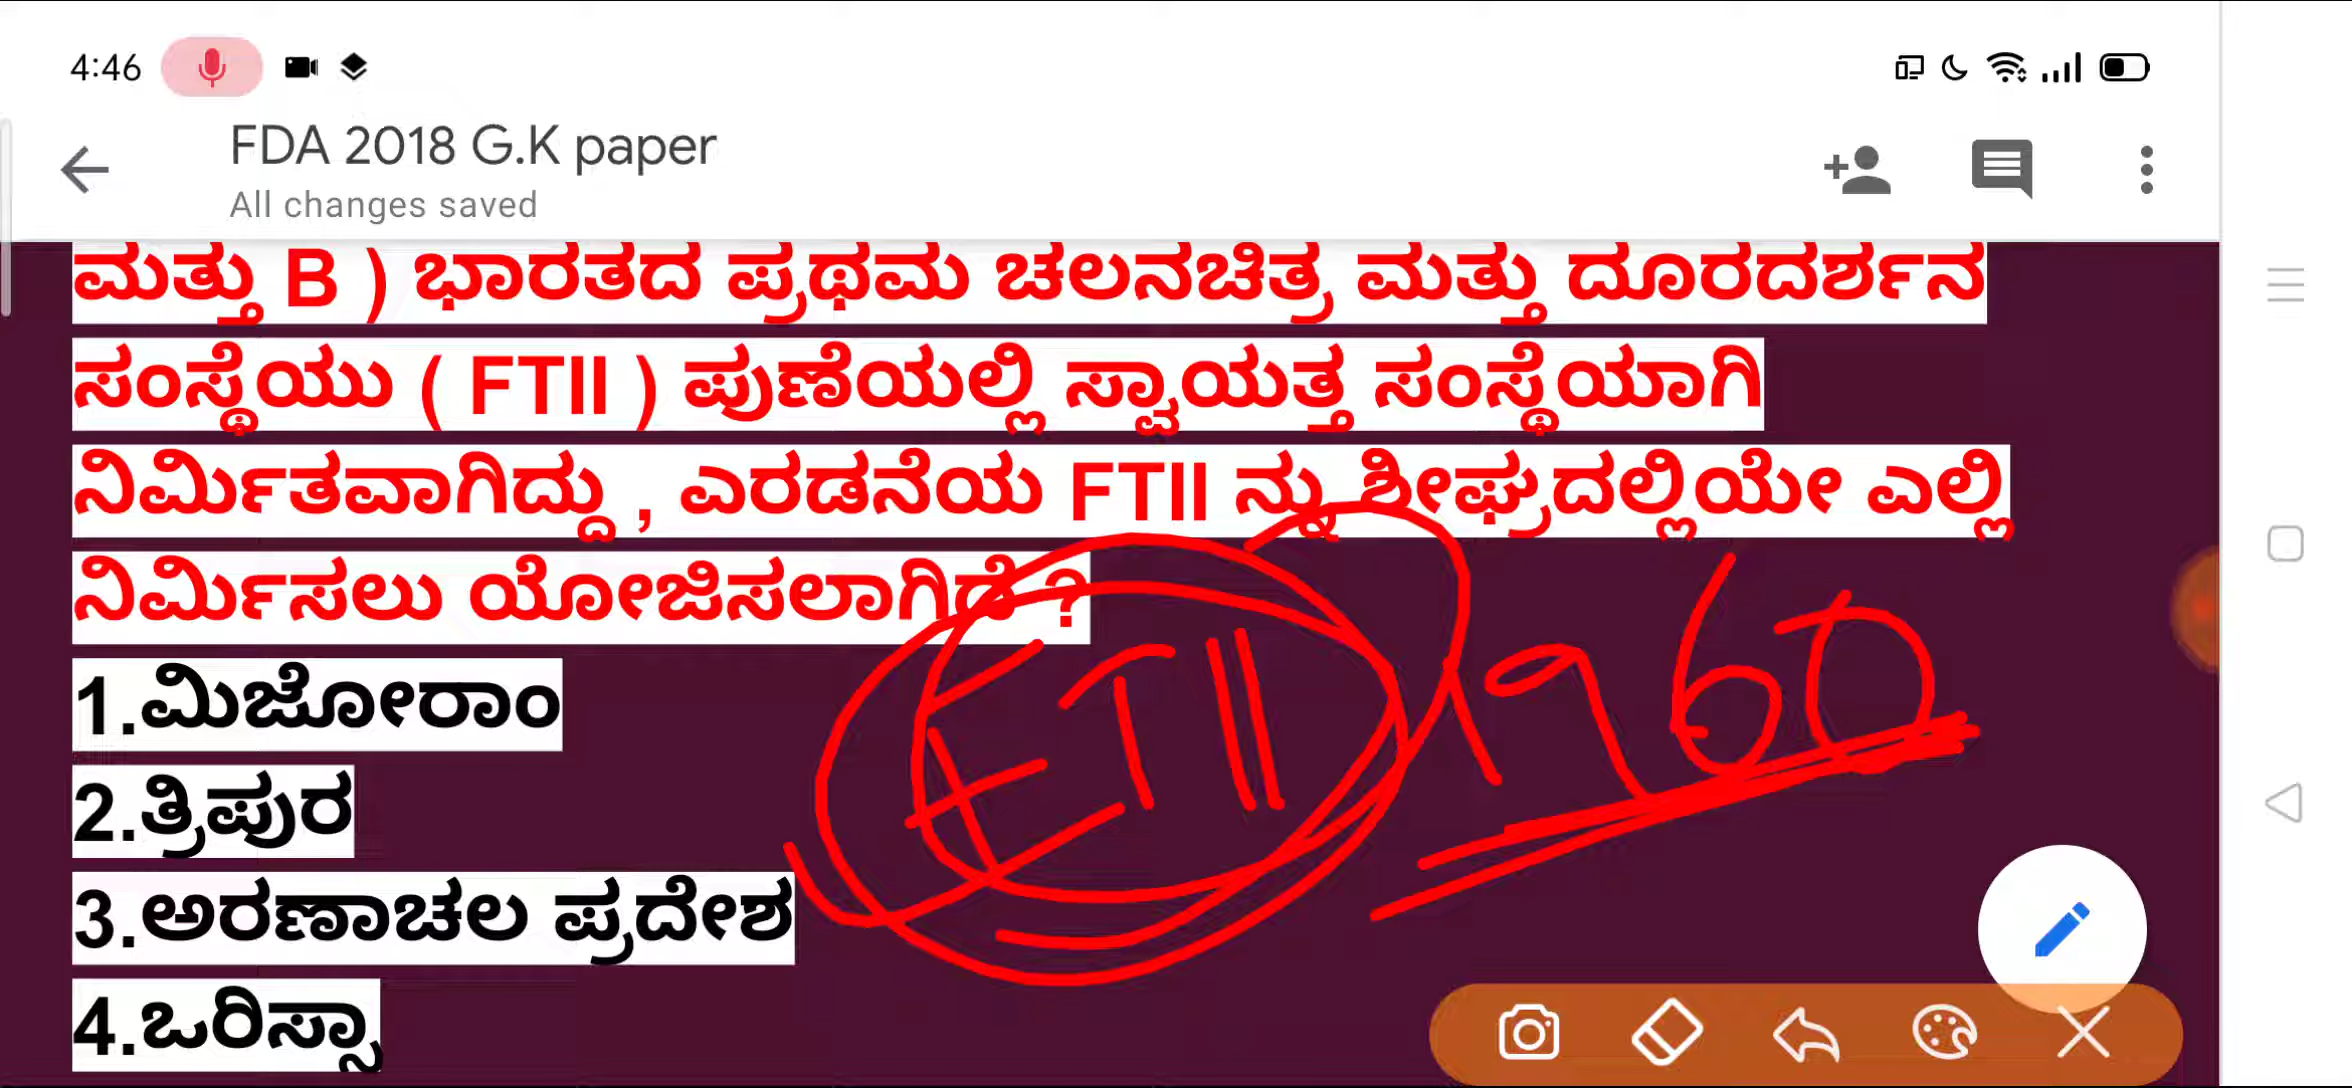 4:46
FDA 2018 G.K paper
All changes saved
ಮತ್ತು B ) ಭಾರತದ ಪ್ರಥಮ ಚಲನಚಿತ್ರ ಮತ್ತು ದೂರದರ್ಶನ
ಸಂಸ್ಥೆಯು ( FTII ) ಪುಣೆಯಲ್ಲಿ ಸ್ವಾಯತ್ತ ಸಂಸ್ಥೆಯಾಗಿ
ನಿರ್ಮಿತವಾಗಿದ್ದು , ಎರಡನೆಯ FTII ನ್ನು ಶೀಘ್ರದಲ್ಲಿಯೇ ಎಲ್ಲಿ
ನಿರ್ಮಿಸಲು ಯೋಜಿಸಲಾಗಿದೆ ?
FTII 1960
1.ಮಿಜೋರಾಂ
2.ತ್ರಿಪುರ
3.ಅರಣಾಚಲ ಪ್ರದೇಶ
4.ಒರಿಸ್ಸಾ